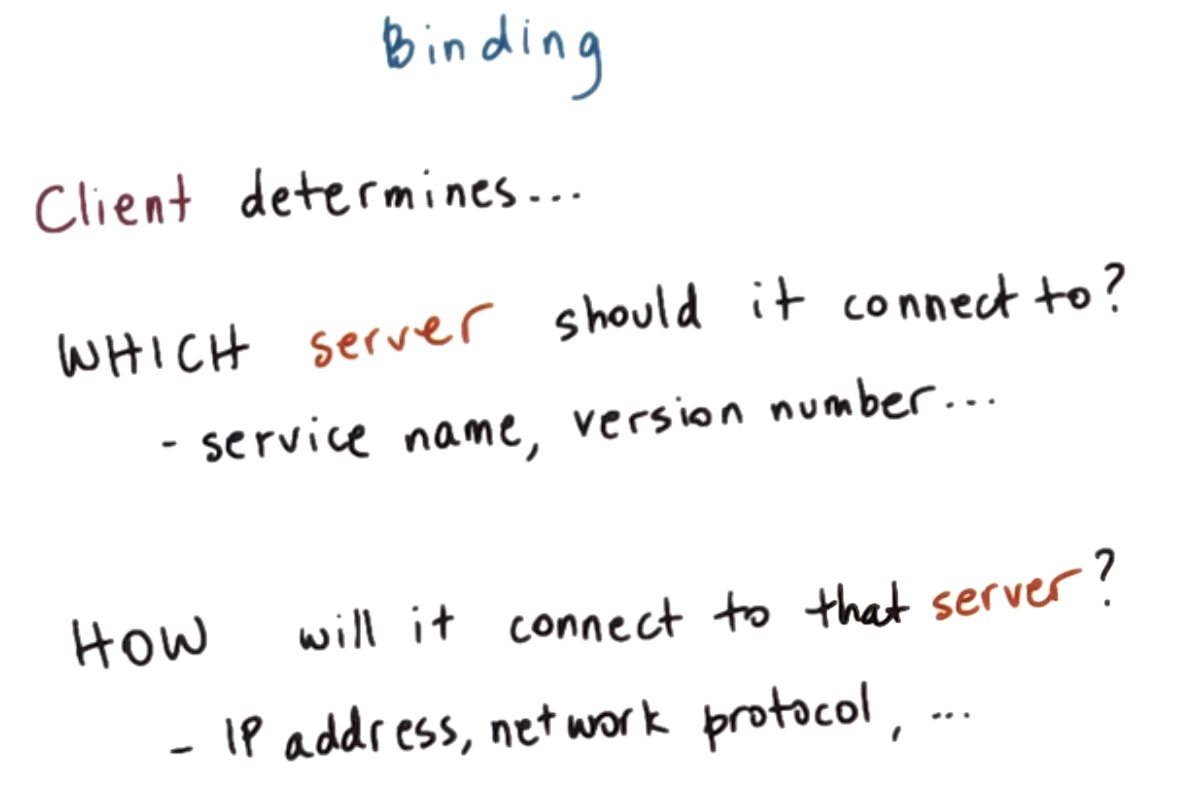 Binding
Client determines...
WHICH server should it connect to?
- service name, version number...
HOW will it connect to that server?
- IP address, network protocol, ...